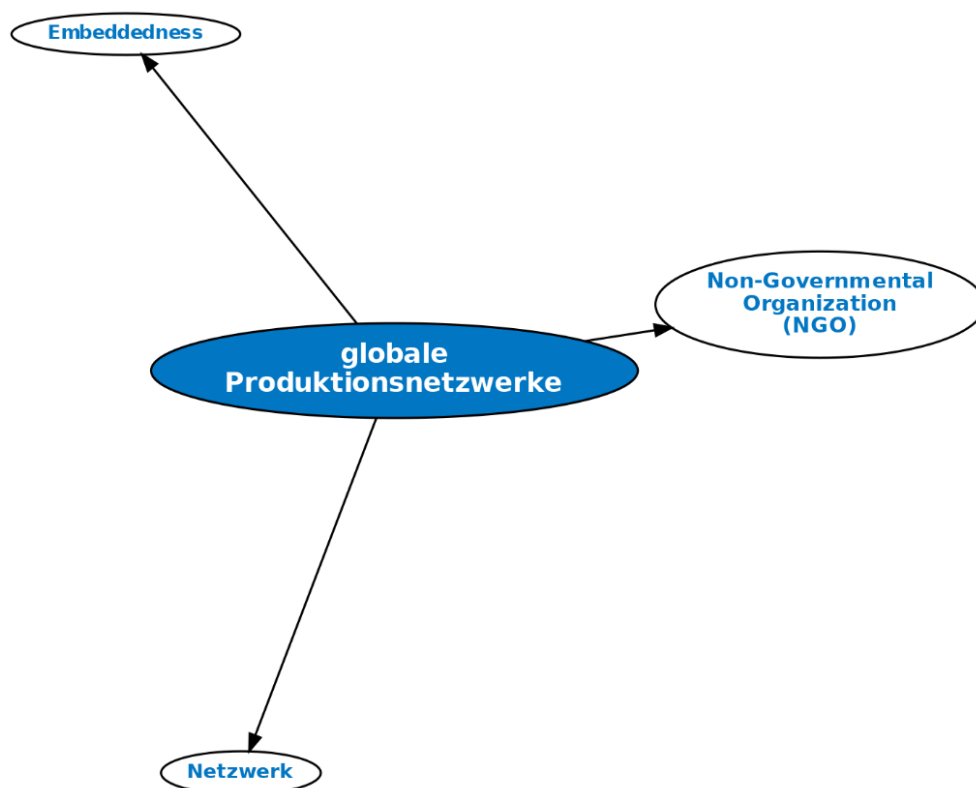 Embeddedness
Non-Governmental
Organization
(NGO)
globale
Produktionsnetzwerke
Netzwerk